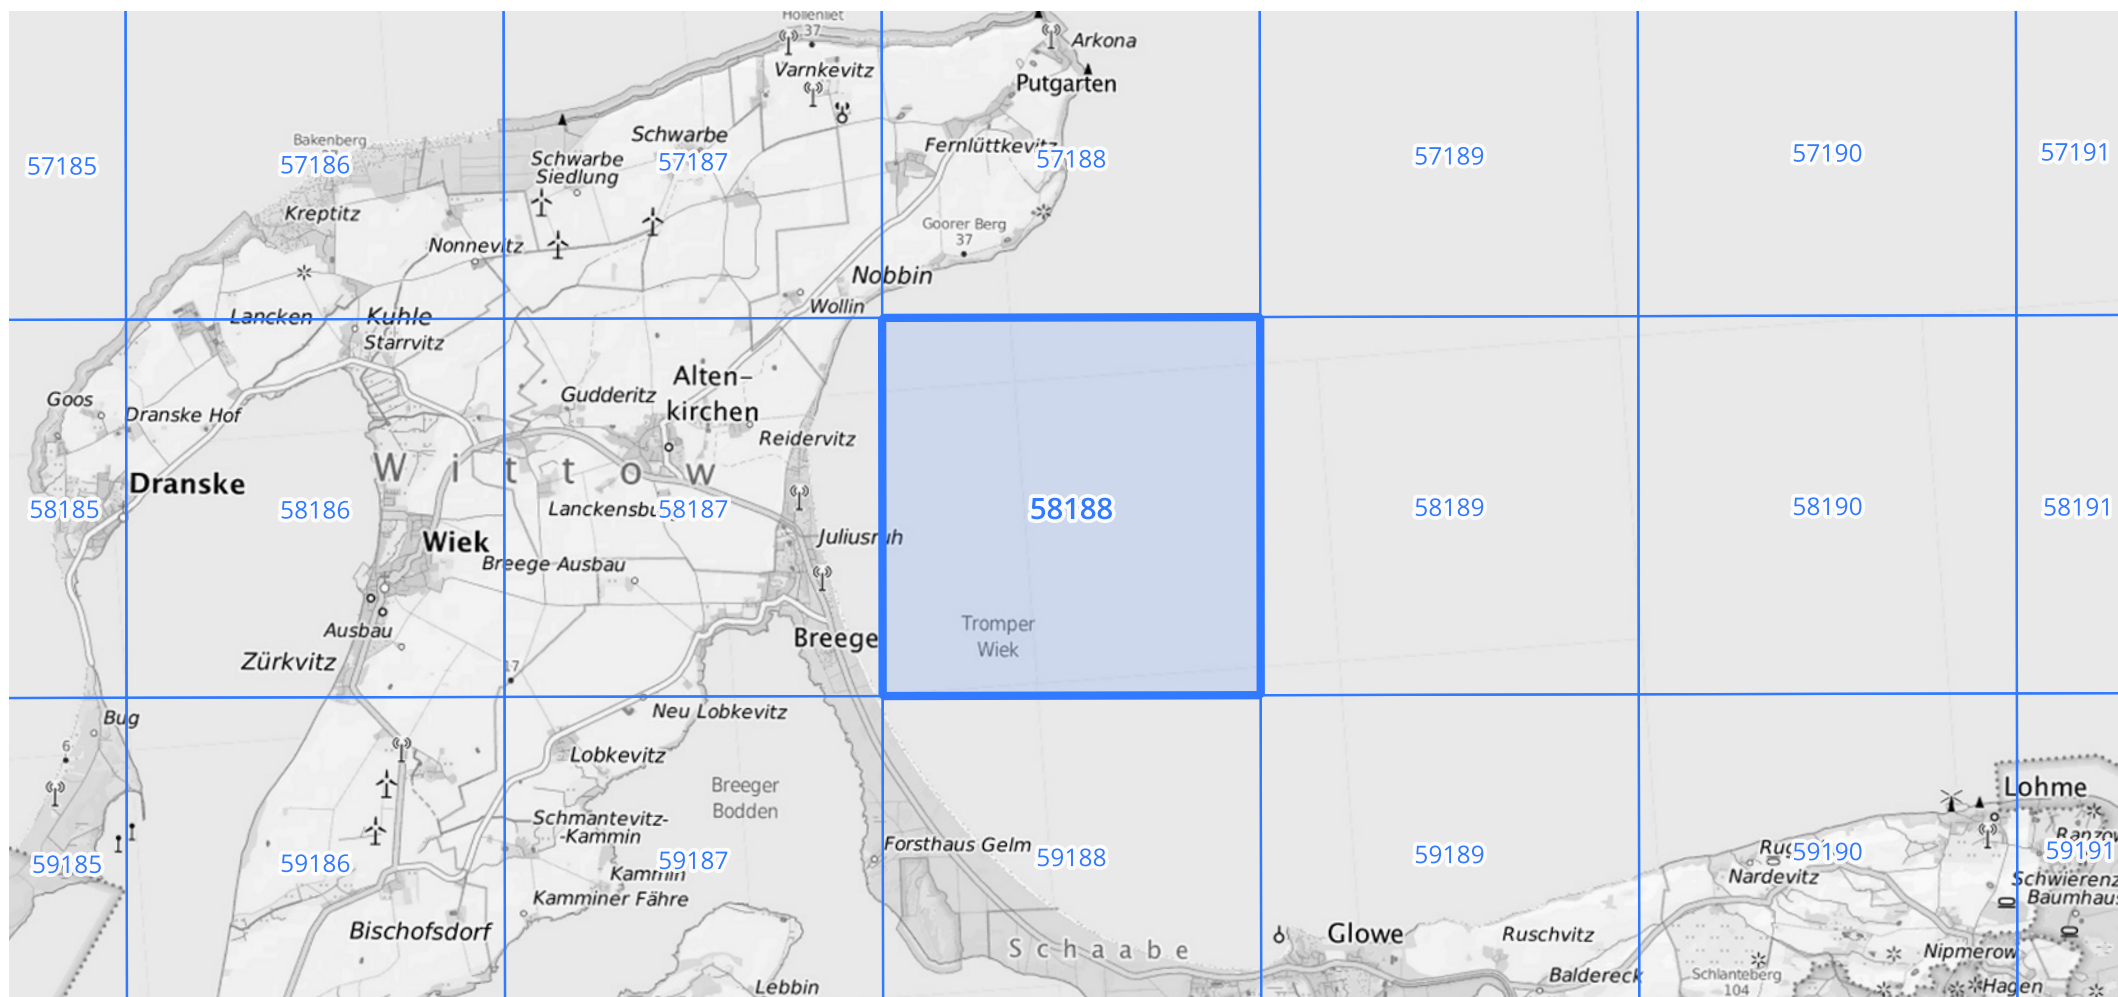 Höllenliet
37
Arkona
Varnkevitz
Putgarten
Bakenberg
Schwarbe
Fernlüttkevitz
57185
57186
Schwarbe
Siedlung
57187
57188
57189
57190
57191
Kreptitz
Goorer Berg
37
Nonnevitz
Nobbin
Wollin
Lancken
Kuhle
Starrvitz
Alten-
kirchen
Gudderitz
Goos
Dranske Hof
Reidervitz
Wittow
Dranske
58185
58186
58187
58188
58189
58190
58191
Juliusruh
Wiek
Breege Ausbau
Ausbau
Tromper
Wiek
Breege
Zürkvitz
17
Bug
Neu Lobkevitz
6
Lobkevitz
Breeger
Bodden
Lohme
Schmantevitz-
-Kammin
Forsthaus Gelm
59185
59186
59187
59188
59189
59190
59191
Kammin
Nardevitz
Kamminer Fähre
Bischofsdorf
Schaabe
Glowe
Ruschvitz
Nipmerow
Baldereck
Schlanteberg
104
Lebbin
Hagen